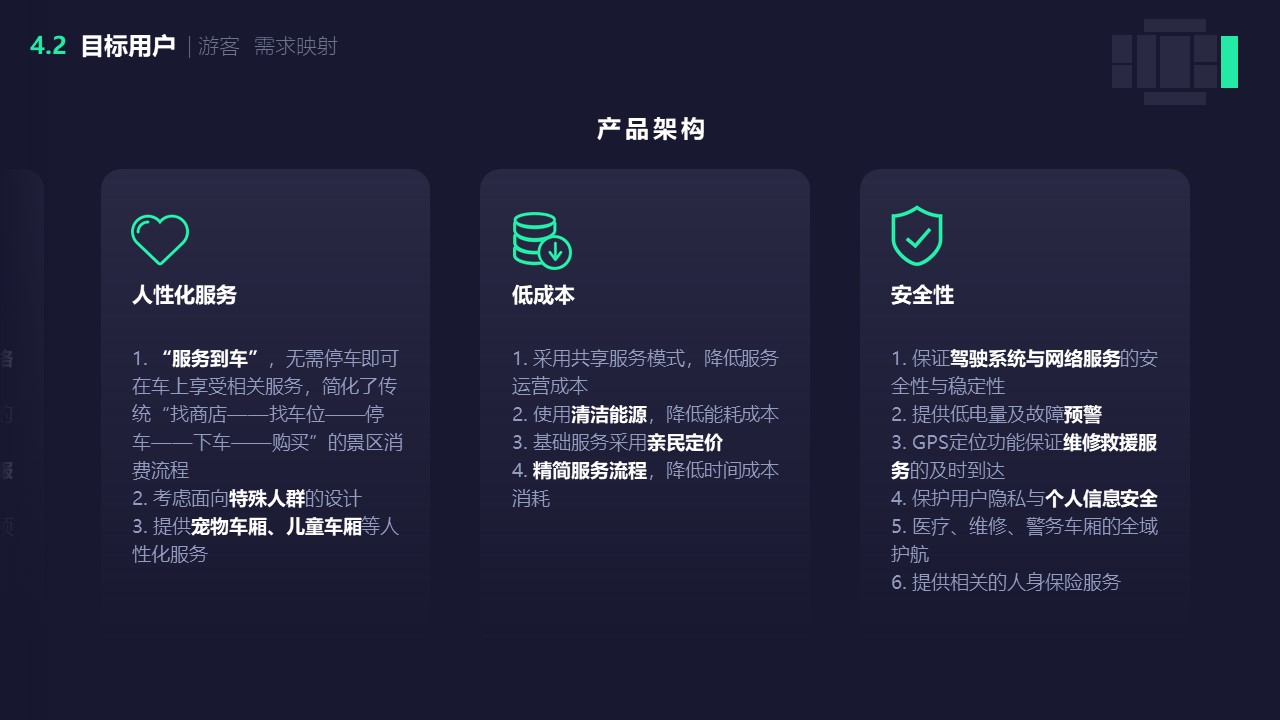 4.2 目标用户 | 游客 需求映射
产品架构
人性化服务
1. “服务到车”，无需停车即可
在车上享受相关服务，简化了传
统“找商店——找车位——停
车——下车——购买”的景区消
费流程
2. 考虑面向特殊人群的设计
3. 提供宠物车厢、儿童车厢等人
性化服务
低成本
1. 采用共享服务模式，降低服务
运营成本
2. 使用清洁能源，降低能耗成本
3. 基础服务采用亲民定价
4. 精简服务流程，降低时间成本
消耗
安全性
1. 保证驾驶系统与网络服务的安
全性与稳定性
2. 提供低电量及故障预警
3. GPS定位功能保证维修救援服
务的及时到达
4. 保护用户隐私与个人信息安全
5. 医疗、维修、警务车厢的全域
护航
6. 提供相关的人身保险服务